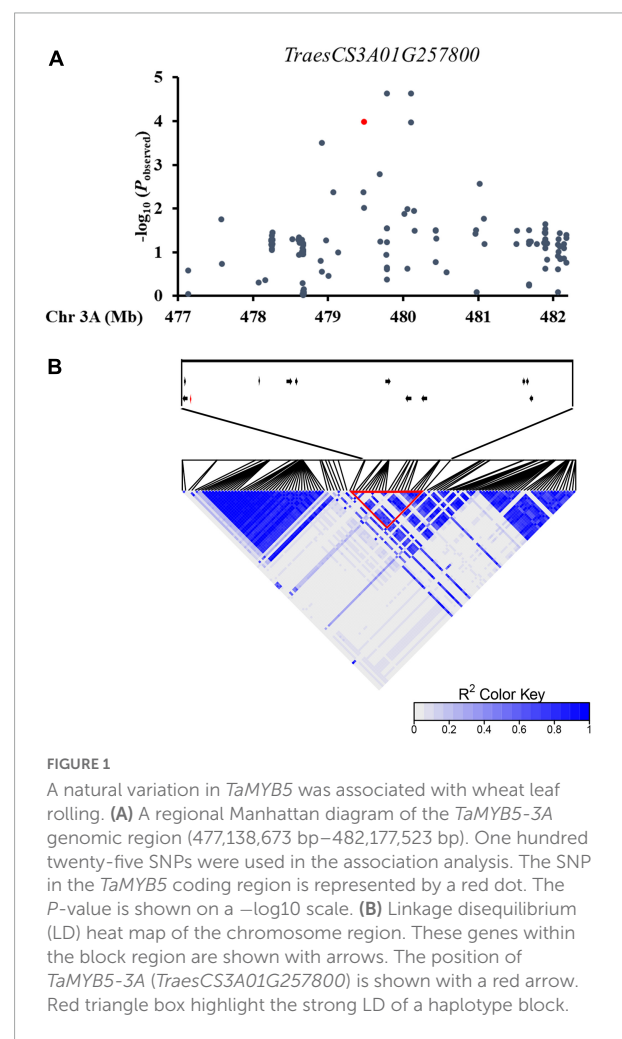 A
TraesCS3A01G257800
-log10 (Pobserved)
5
4
3
2
1
0
Chr 3A (Mb) 477 478 479 480 481 482
B
R2 Color Key
0 0.2 0.4 0.6 0.8 1
FIGURE 1
A natural variation in TaMYB5 was associated with wheat leaf
rolling. (A) A regional Manhattan diagram of the TaMYB5-3A
genomic region (477,138,673 bp–482,177,523 bp). One hundred
twenty-five SNPs were used in the association analysis. The SNP
in the TaMYB5 coding region is represented by a red dot. The
P-value is shown on a −log10 scale. (B) Linkage disequilibrium
(LD) heat map of the chromosome region. These genes within
the block region are shown with arrows. The position of
TaMYB5-3A (TraesCS3A01G257800) is shown with a red arrow.
Red triangle box highlight the strong LD of a haplotype block.